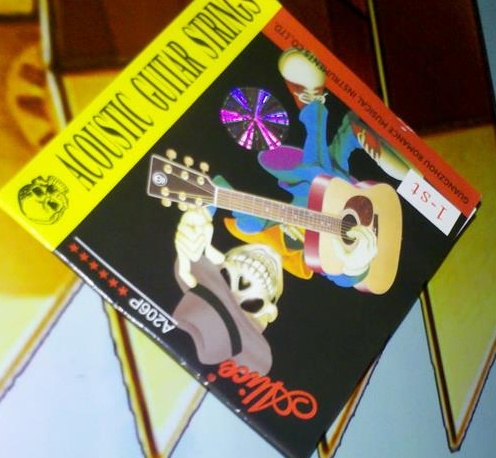 ACOUSTIC GUITAR STRINGS
GUANGZHOU ROMANCE MUSICAL INSTRUMENTS CO.,LTD.
1-st
A206P
Alice